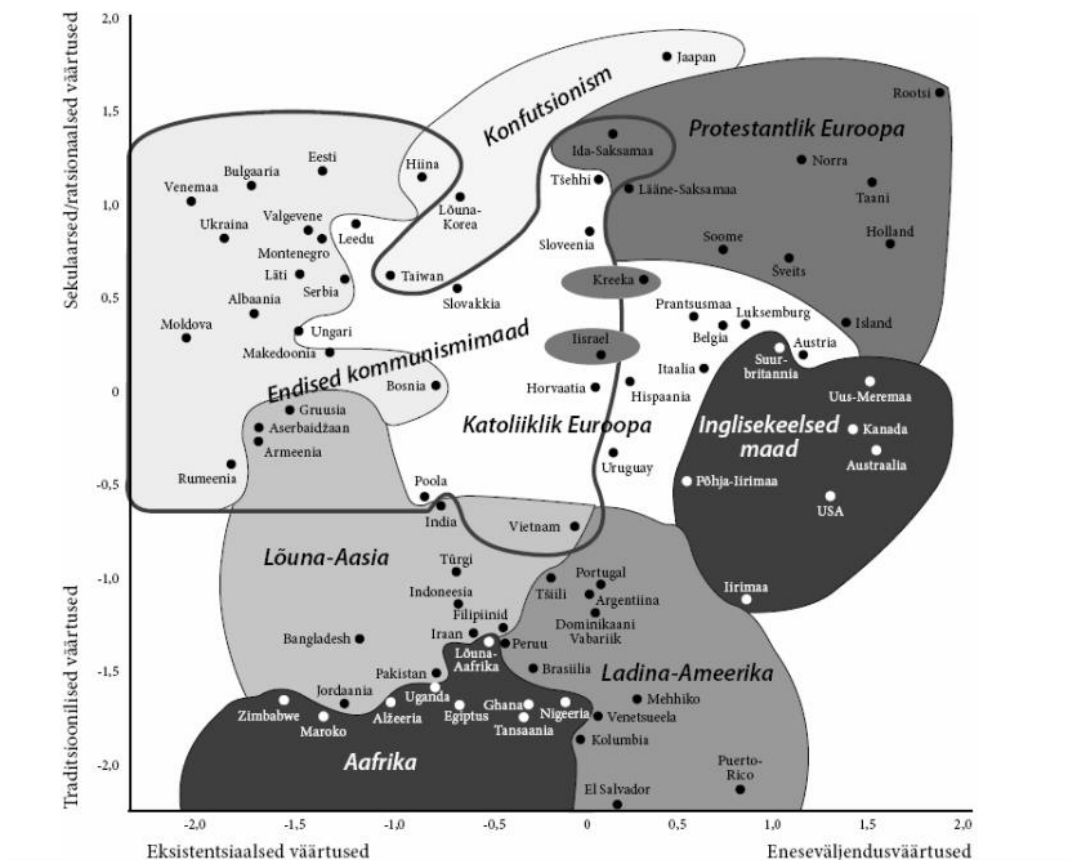 2,0
Sekulaarsed/ratsionaalsed väärtused
Jaapan
Konfutsionism
Rootsi
1,5
Protestantlik Euroopa
Ida-Saksamaa
Eesti
Hiina
Norra
Bulgaaria
Tšehhi
Venemaa
Lääne-Saksamaa
Taani
1,0
Lõuna-
Korea
Valgevene
Ukraina
Leedu
Sloveenia
Soome
Holland
Montenegro
Šveits
Läti
Taiwan
Kreeka
Serbia
0,5
Albaania
Slovakkia
Prantsusmaa
Luksemburg
Moldova
Ungari
Belgia
Island
Iisrael
Makedoonia
Austria
Endised kommunismimaad
Suur-
britannia
Itaalia
0
Bosnia
Horvaatia
Hispaania
Uus-Meremaa
Gruusia
Katoliiklik Euroopa
Inglisekeelsed
maad
Aserbaidžaan
Kanada
Armeenia
Uruguay
Austraalia
Rumeenia
-0,5
Poola
Põhja-Iirimaa
India
USA
Vietnam
Lõuna-Aasia
Türgi
-1,0
Portugal
Tšiili
Iirimaa
Indoneesia
Argentiina
Filipiinid
Dominikaani
Vabariik
Bangladesh
Iraan
Peruu
Lõuna-
Aafrika
-1,5
Pakistan
Brasiilia
Ladina-Ameerika
Jordaania
Uganda
Mehhiko
Zimbabwe
Alžeeria
Egiptus
Ghana
Nigeeria
Venetsueela
Maroko
Tansaania
Kolumbia
Aafrika
-2,0
Puerto-
Rico
El Salvador
Traditsioonilised väärtused
-2,0
-1,5
-1,0
-0,5
0
0,5
1,0
1,5
2,0
Eksistentsiaalsed väärtused
Eneseväljendusväärtused